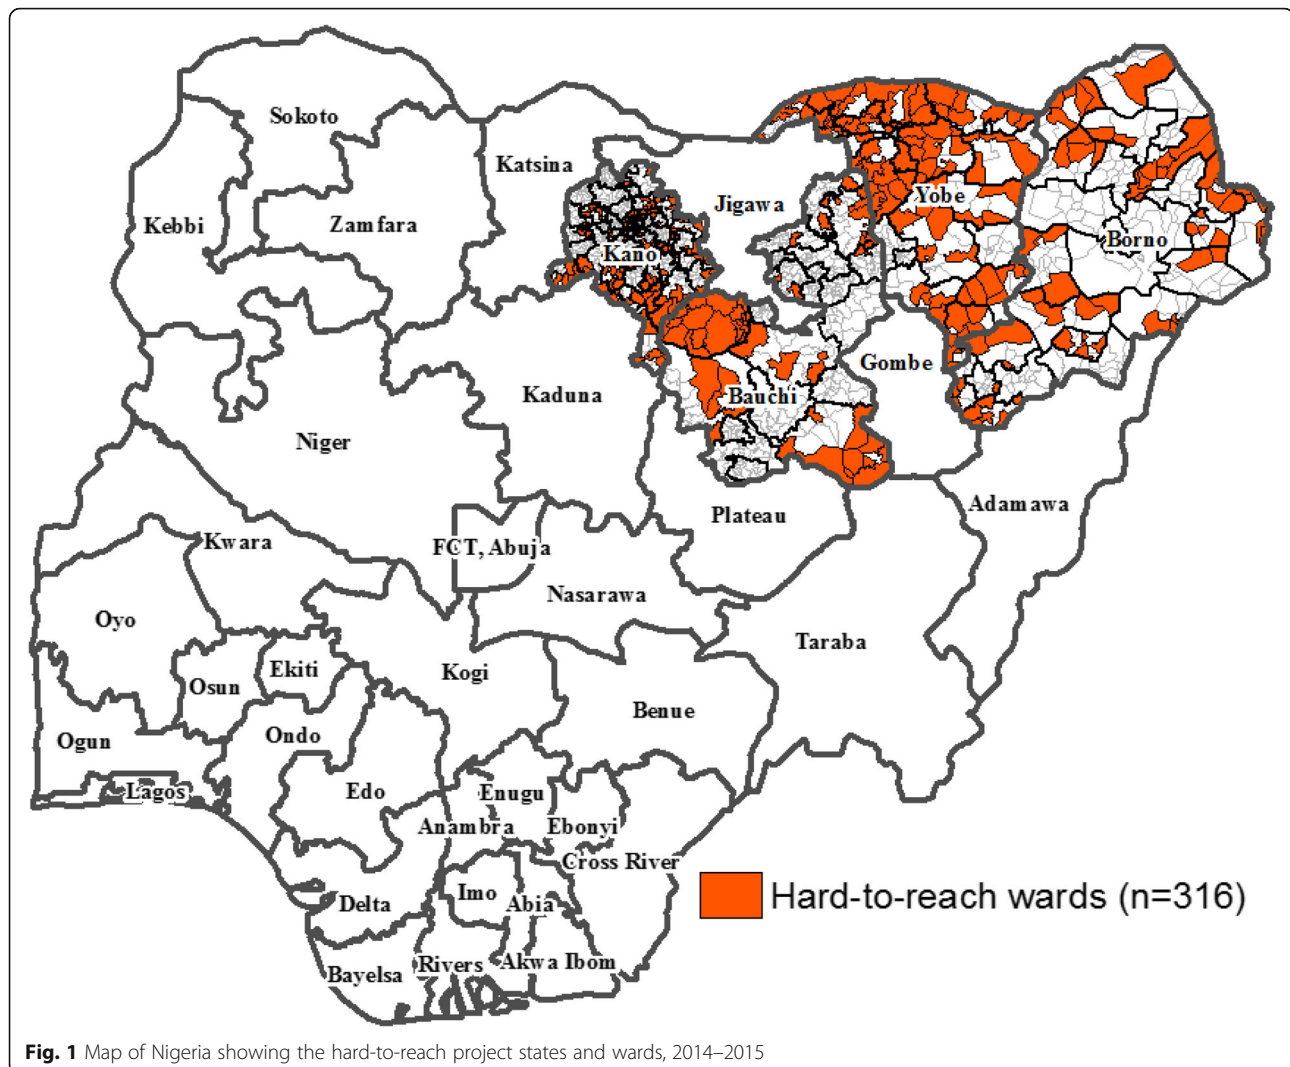 Sokoto
Katsina
Kebbi
Zamfara
Jigawa
Yobe
Kano
Borno
Gombe
Kaduna
Bauchi
Niger
Adamawa
Plateau
Kwara
FCT, Abuja
Nasarawa
Oyo
Taraba
Ekiti
Kogi
Osun
Benue
Ogun
Ondo
Lagos
Edo
Enugu
Anambra
Ebonyi
Cross River
Imo
Abia
Delta
Hard-to-reach wards (n=316)
Bayelsa
Rivers
Akwa Ibom
Fig. 1 Map of Nigeria showing the hard-to-reach project states and wards, 2014–2015